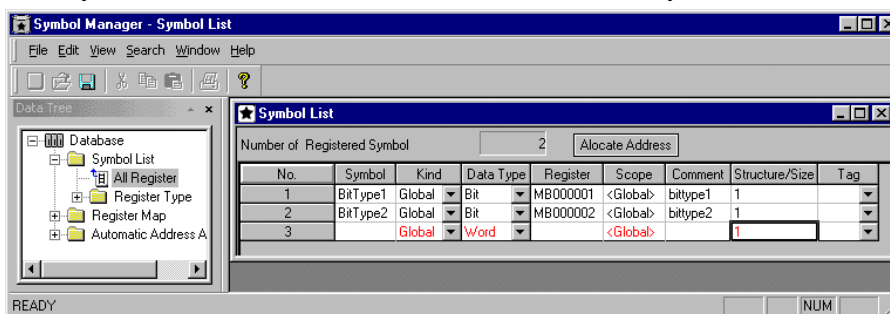 Symbol Manager - Symbol List
File Edit View Search Window Help
Data Tree
Database
Symbol List
All Register
Register Type
Register Map
Automatic Address A
Symbol List
Number of Registered Symbol 2 Alocate Address
No. Symbol Kind Data Type Register Scope Comment Structure/Size Tag
1 BitType1 Global Bit MB000001 <Global> bittype1 1
2 BitType2 Global Bit MB000002 <Global> bittype2 1
3 Global Word <Global> 1
READY NUM